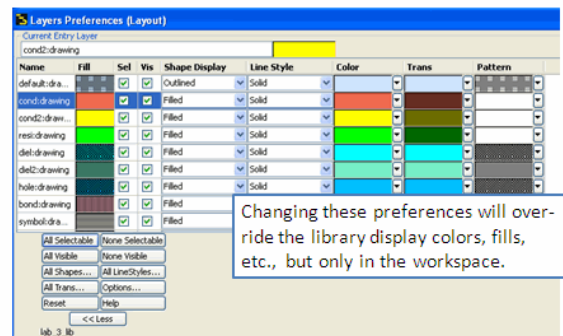 Layers Preferences (Layout)
Current Entry Layer
cond2:drawing
Name Fill Sel Vis Shape Display Line Style Color Trans Pattern
default:dra... Outlined Solid
cond:drawing Filled Solid
cond2:draw... Filled Solid
resi:drawing Filled Solid
diel:drawing Filled Solid
diel2:drawing Filled Solid
hole:drawing Filled Solid
bond:drawing Filled
symbol:dra... Filled
Changing these preferences will over-
ride the library display colors, fills,
etc., but only in the workspace.
All Selectable None Selectable
All Visible None Visible
All Shapes... All LineStyles...
All Trans... Options...
Reset Help
<< Less
lab_3_lib